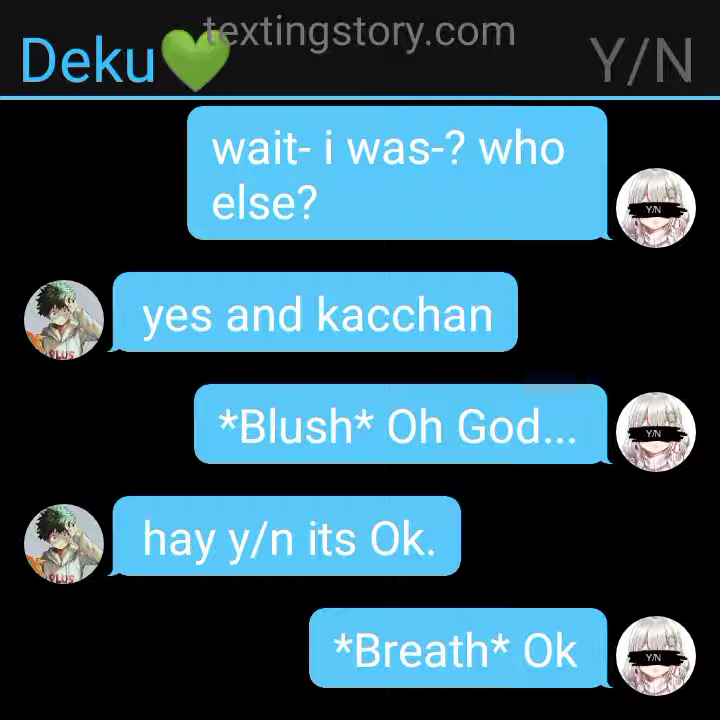 textingstory.com
Deku💚
Y/N
wait- i was-? who
else?
Y/N
yes and kacchan
PLUS
*Blush* Oh God...
Y/N
hay y/n its Ok.
PLUS
*Breath* Ok
Y/N